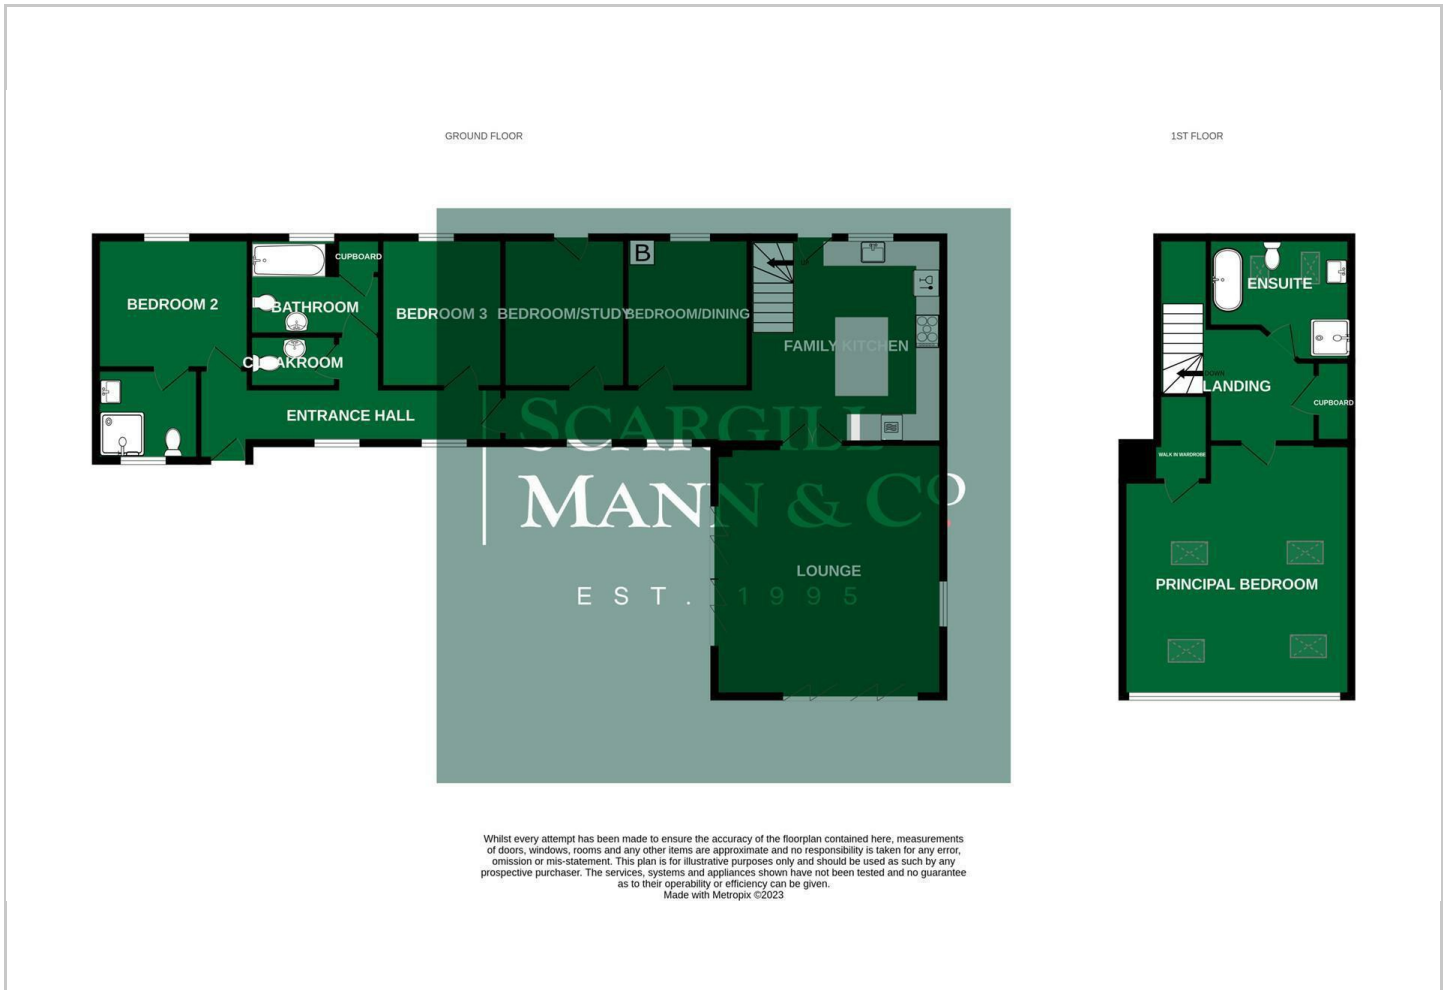 GROUND FLOOR
1ST FLOOR
CUPBOARD
BEDROOM 2
BATHROOM
BEDROOM 3
BEDROOM/STUDY
B
BEDROOM/DINING
UP
FAMILY KITCHEN
CLOAKROOM
ENTRANCE HALL
LOUNGE
SCARGILL
MANN & CO
EST. 1995
ENSUITE
DOWN
LANDING
CUPBOARD
WALK IN WARDROBE
PRINCIPAL BEDROOM
Whilst every attempt has been made to ensure the accuracy of the floorplan contained here, measurements
of doors, windows, rooms and any other items are approximate and no responsibility is taken for any error,
omission or mis-statement. This plan is for illustrative purposes only and should be used as such by any
prospective purchaser. The services, systems and appliances shown have not been tested and no guarantee
as to their operability or efficiency can be given.
Made with Metropix ©2023